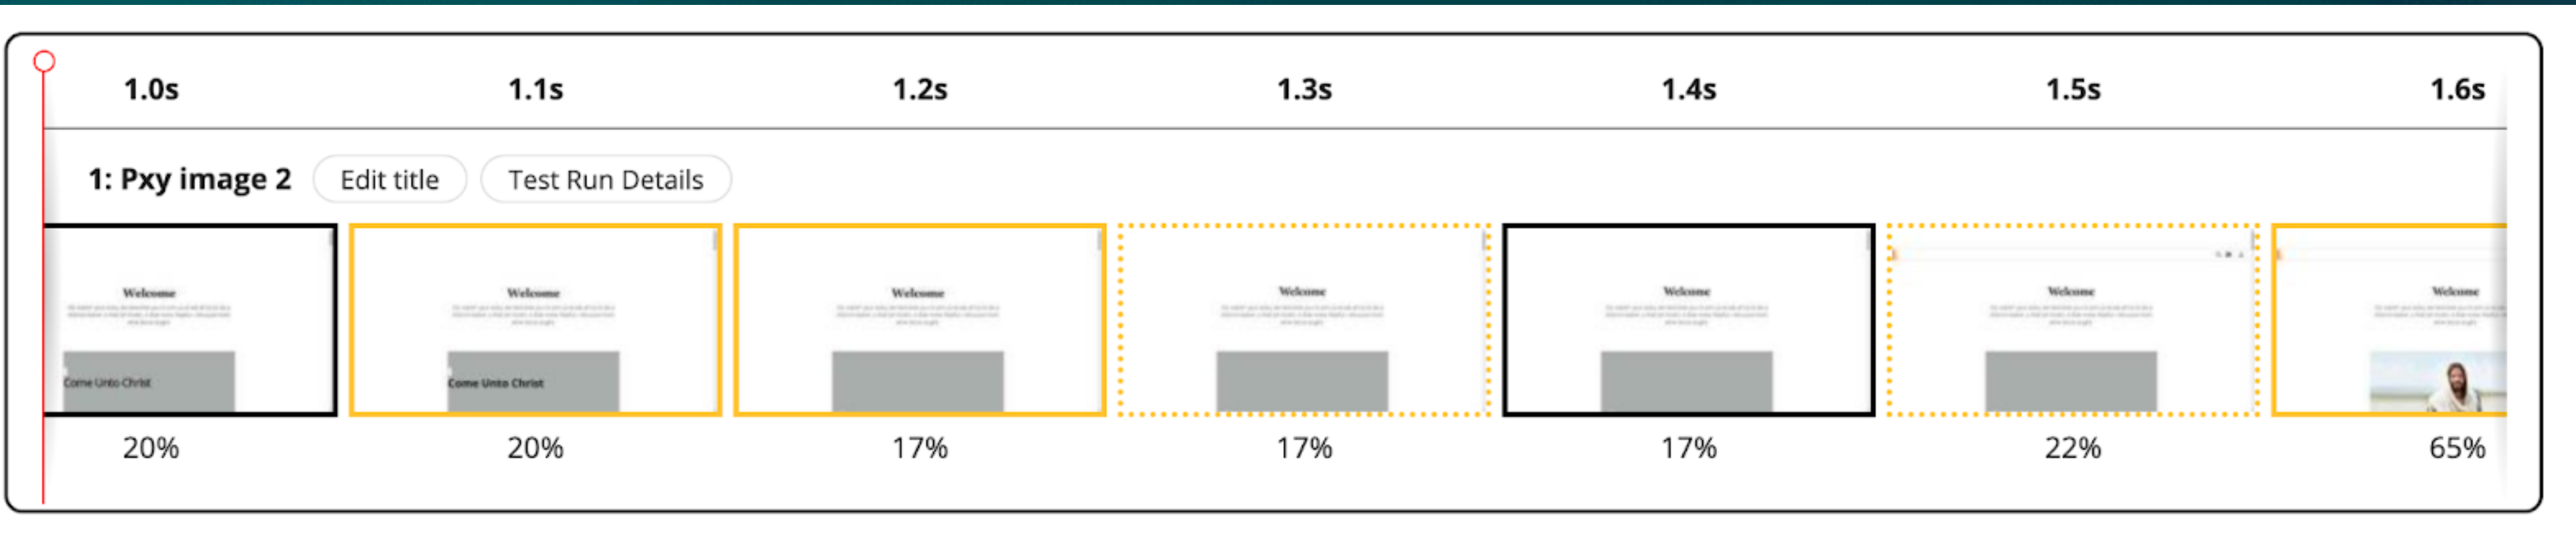 1.0s 1.1s 1.2s 1.3s 1.4s 1.5s 1.6s
1: Pxy image 2 Edit title Test Run Details
Welcome Welcome Welcome Welcome Welcome Welcome Welcome
Come Unto Christ Come Unto Christ
20% 20% 17% 17% 17% 22% 65%